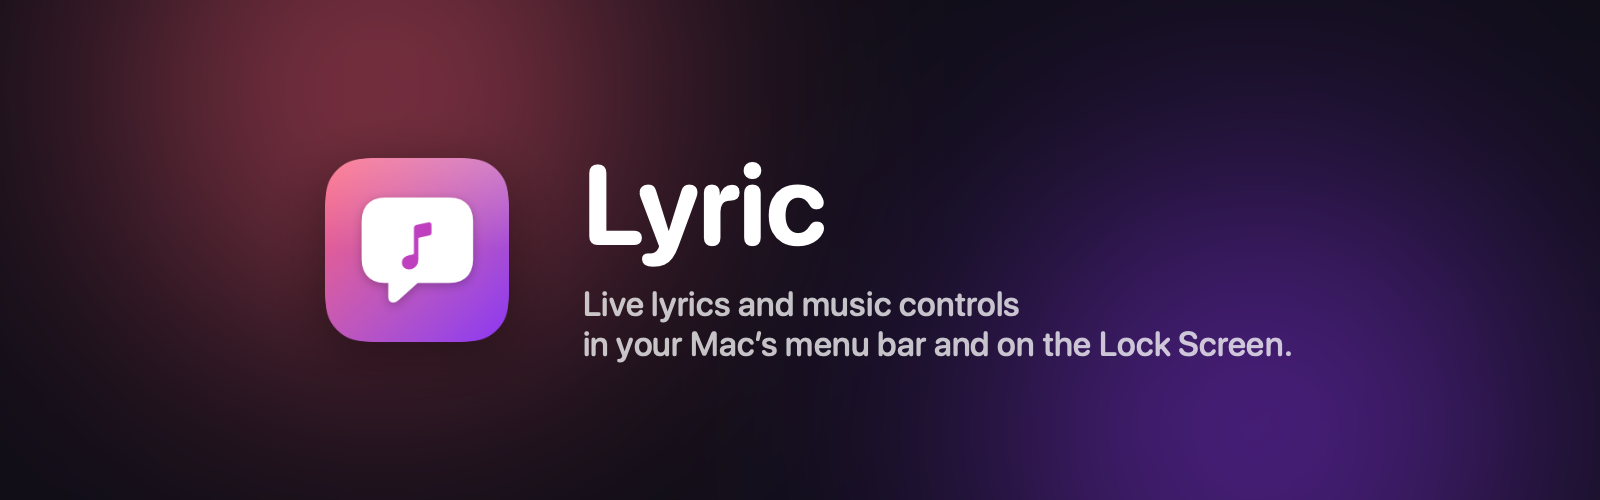 Lyric
Live lyrics and music controls
in your Mac’s menu bar and on the Lock Screen.